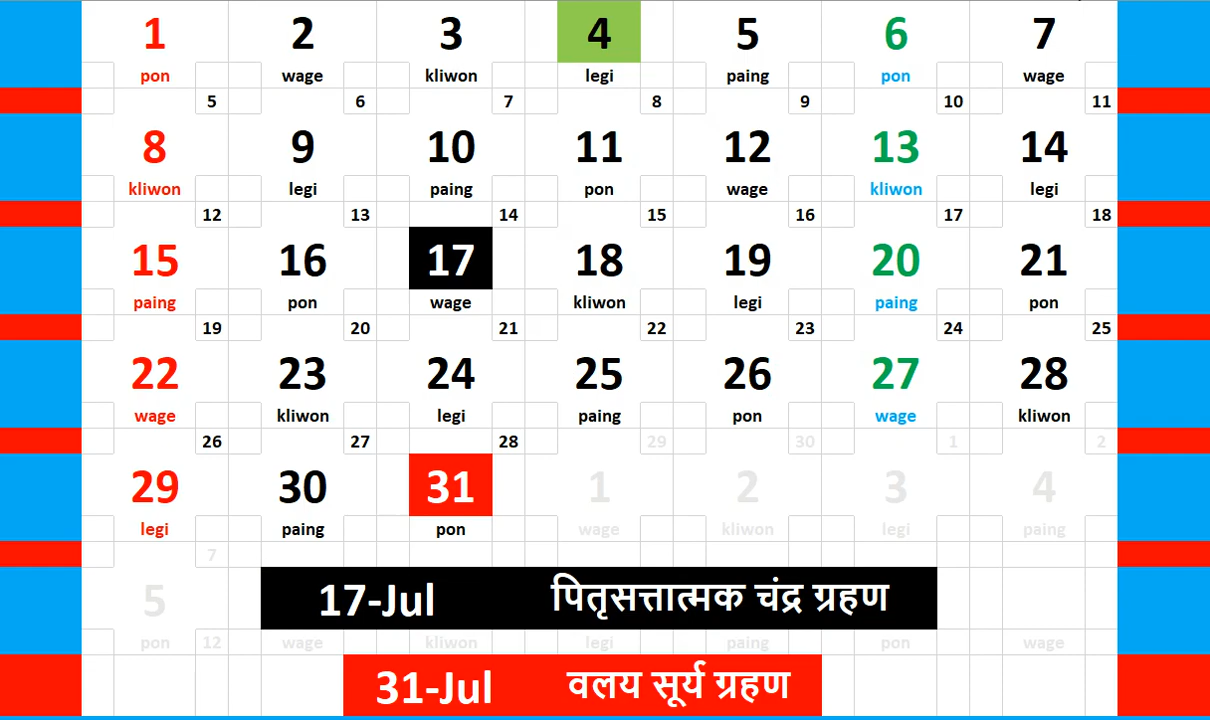 1 2 3 4 5 6 7
pon wage kliwon legi paing pon wage
5 6 7 8 9 10 11
8 9 10 11 12 13 14
kliwon legi paing pon wage kliwon legi
12 13 14 15 16 17 18
15 16 17 18 19 20 21
paing pon wage kliwon legi paing pon
19 20 21 22 23 24 25
22 23 24 25 26 27 28
wage kliwon legi paing pon wage kliwon
26 27 28 29 30 1 2
29 30 31 1 2 3 4
legi paing pon wage kliwon legi paing
7
5 17-Jul पितृसत्तात्मक चंद्र ग्रहण
pon 12 wage kliwon legi paing pon wage
31-Jul वलय सूर्य ग्रहण